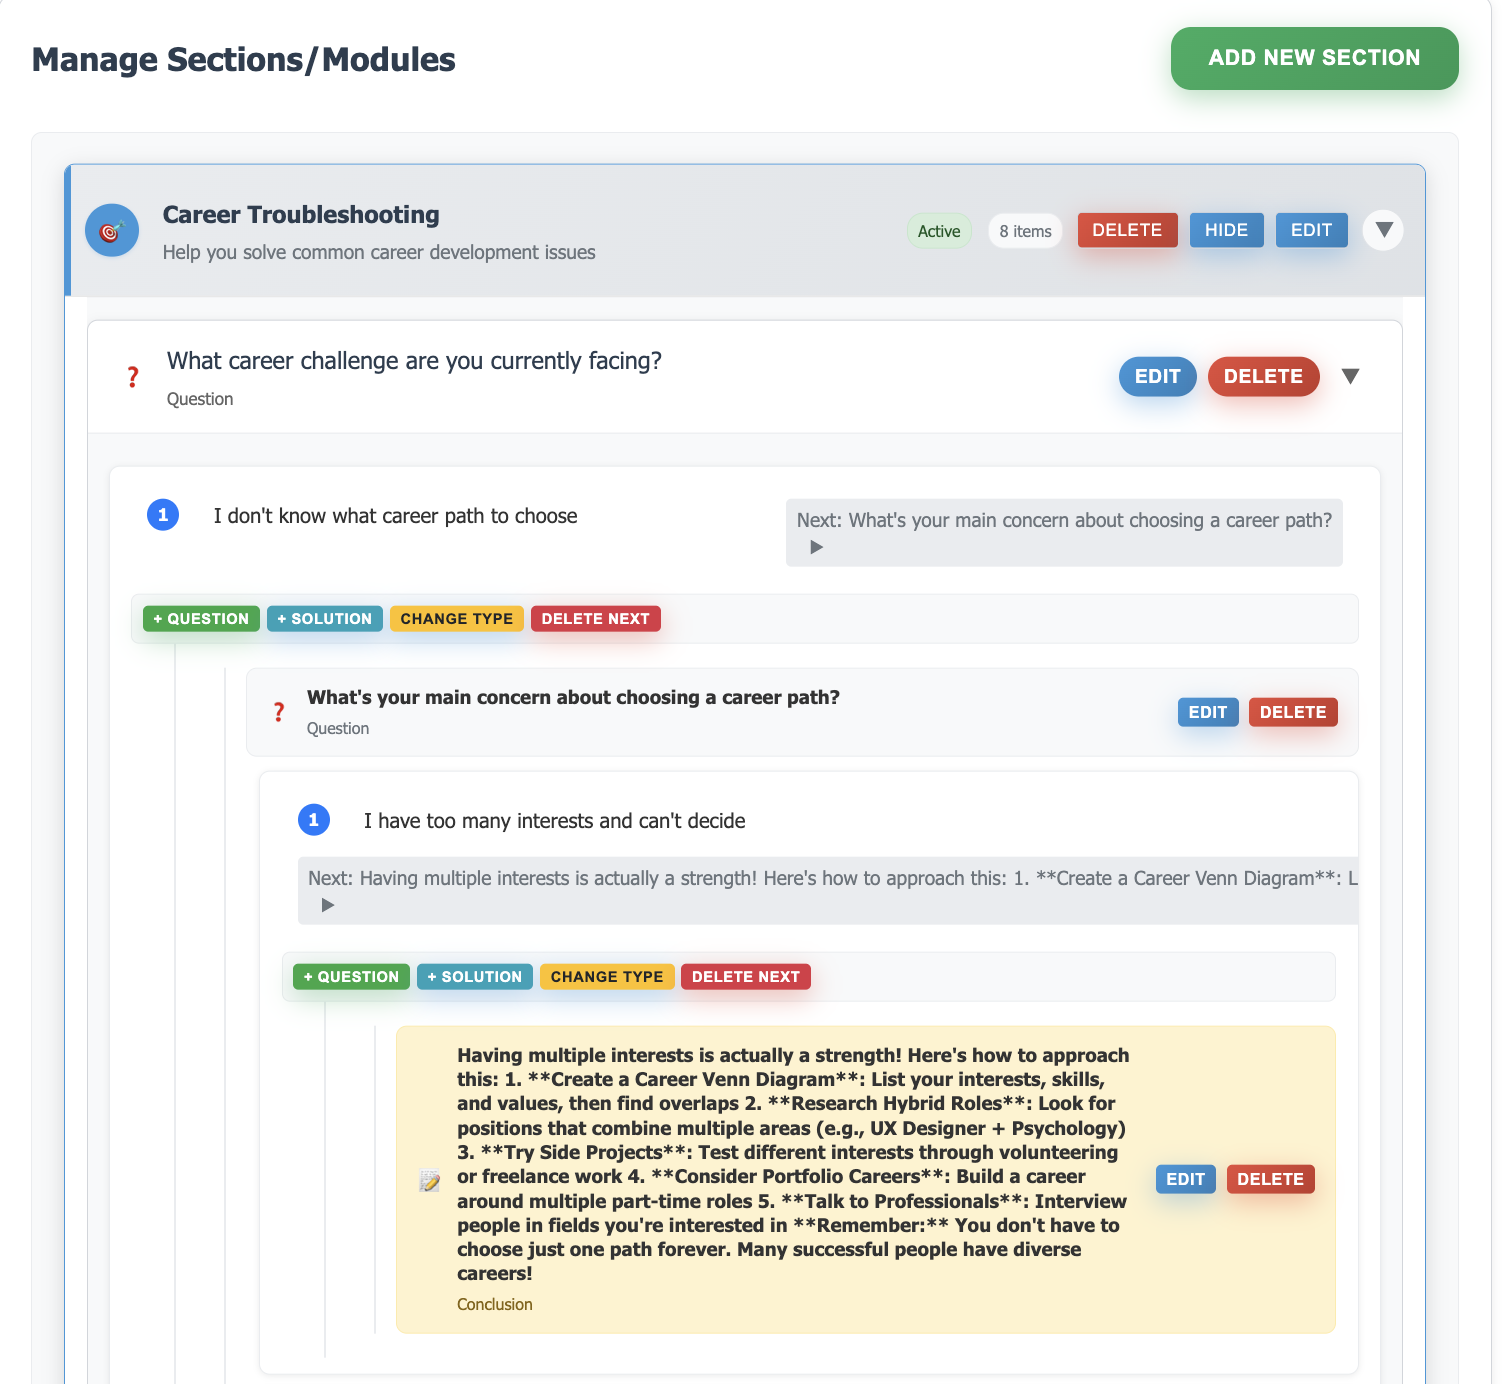 Manage Sections/Modules
ADD NEW SECTION
Career Troubleshooting
Help you solve common career development issues
Active
8 items
DELETE
HIDE
EDIT
What career challenge are you currently facing?
Question
EDIT
DELETE
1
I don't know what career path to choose
Next: What's your main concern about choosing a career path?
+ QUESTION
+ SOLUTION
CHANGE TYPE
DELETE NEXT
What's your main concern about choosing a career path?
Question
EDIT
DELETE
1
I have too many interests and can't decide
Next: Having multiple interests is actually a strength! Here's how to approach this: 1. **Create a Career Venn Diagram**: L
+ QUESTION
+ SOLUTION
CHANGE TYPE
DELETE NEXT
Having multiple interests is actually a strength! Here's how to approach
this: 1. **Create a Career Venn Diagram**: List your interests, skills,
and values, then find overlaps 2. **Research Hybrid Roles**: Look for
positions that combine multiple areas (e.g., UX Designer + Psychology)
3. **Try Side Projects**: Test different interests through volunteering
or freelance work 4. **Consider Portfolio Careers**: Build a career
around multiple part-time roles 5. **Talk to Professionals**: Interview
people in fields you're interested in **Remember:** You don't have to
choose just one path forever. Many successful people have diverse
careers!
Conclusion
EDIT
DELETE